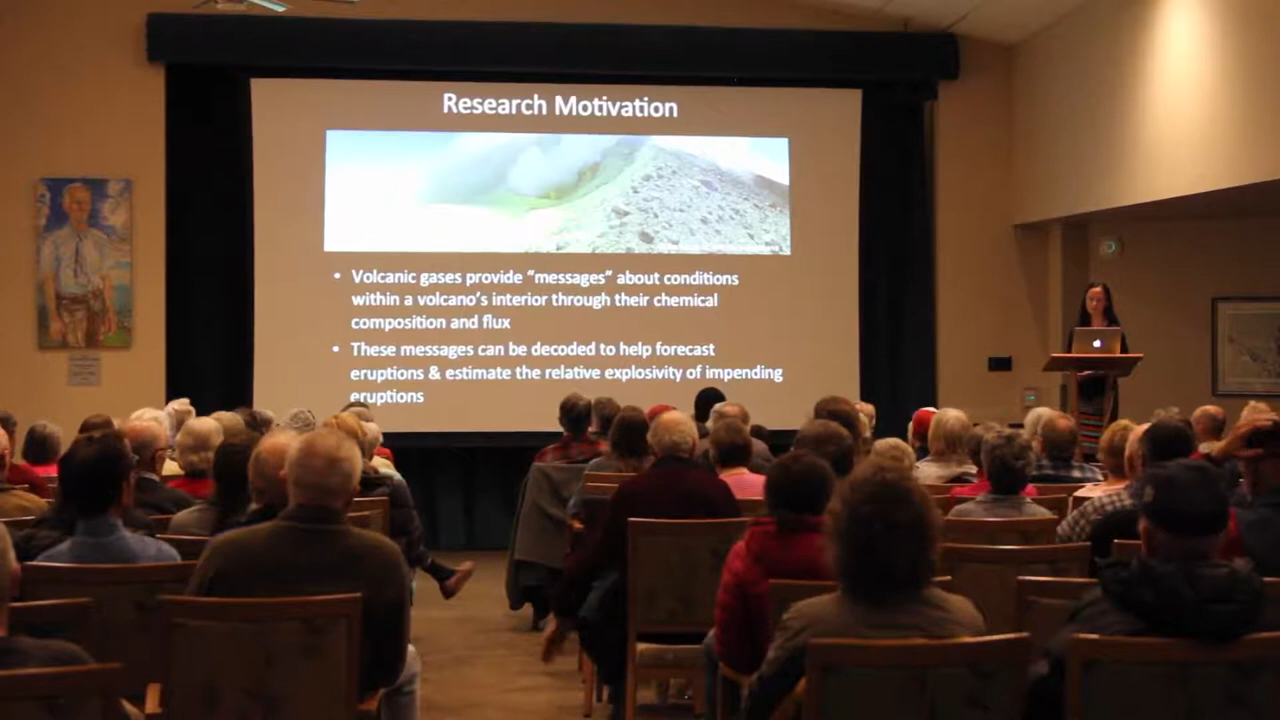 Research Motivation
• Volcanic gases provide “messages” about conditions
within a volcano’s interior through their chemical
composition and flux
• These messages can be decoded to help forecast
eruptions & estimate the relative explosivity of impending
eruptions